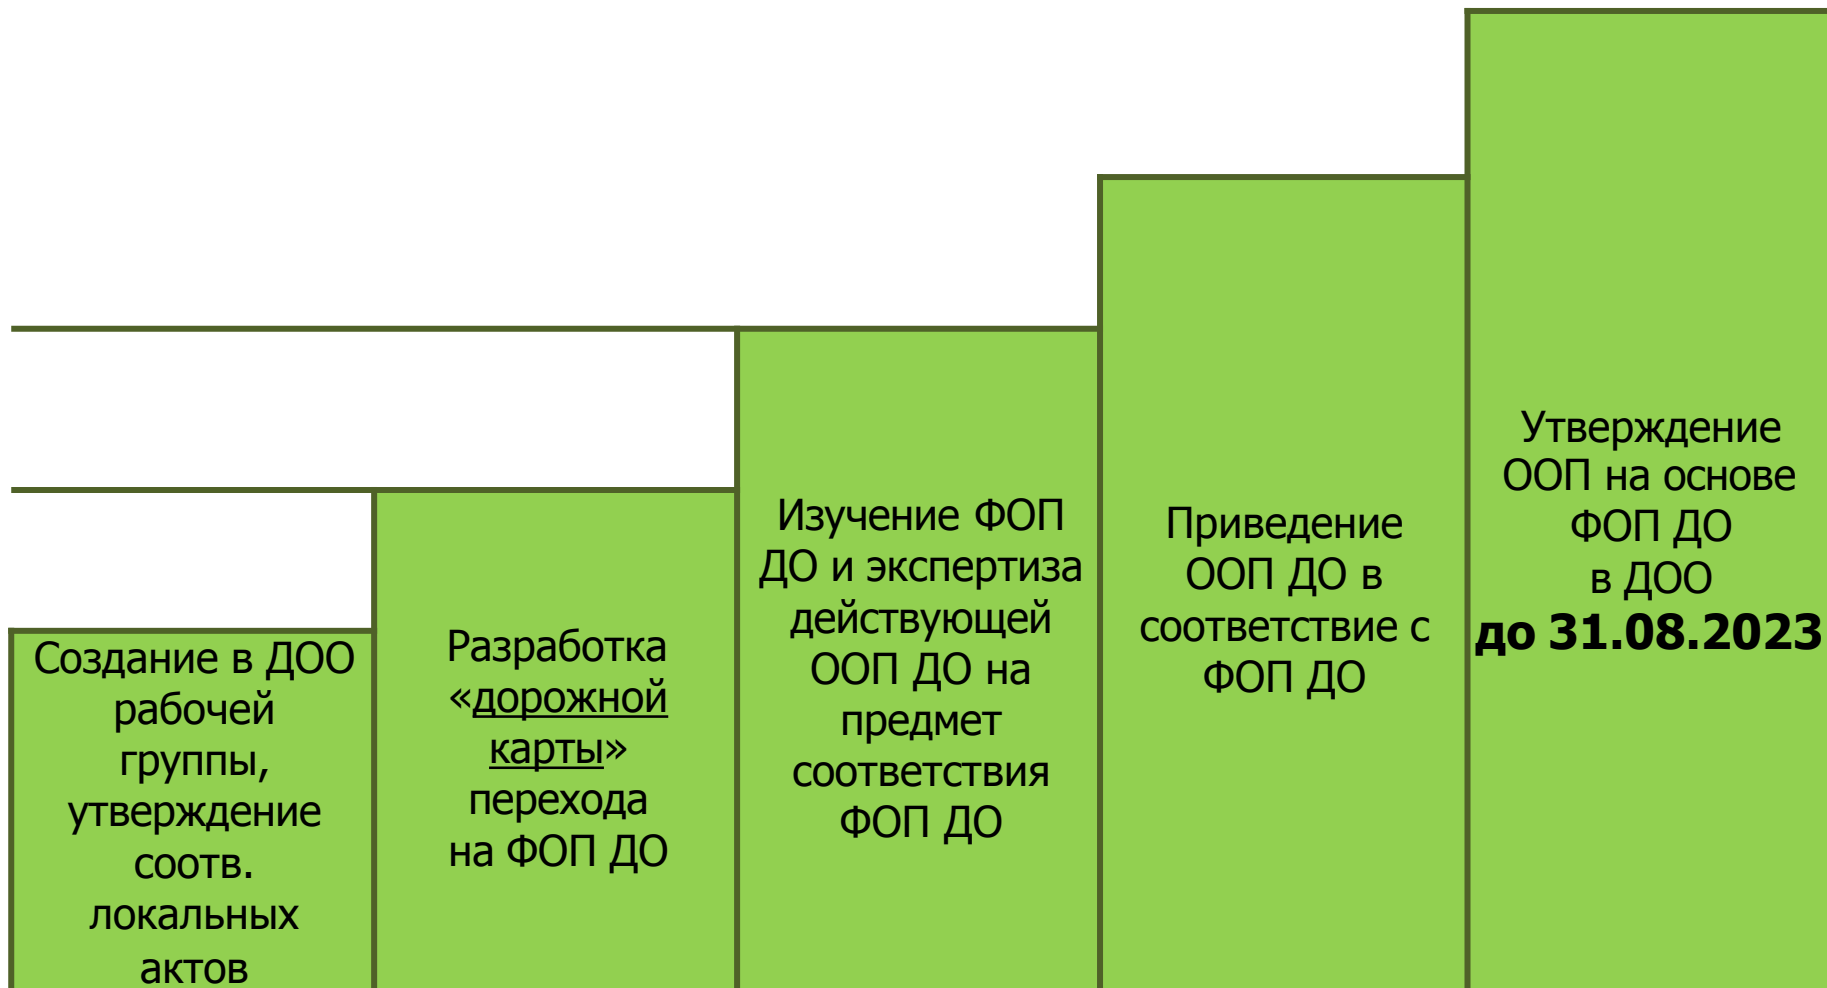 Создание в ДОО
рабочей
группы,
утверждение
соотв.
локальных
актов
Разработка
«дорожной
карты»
перехода
на ФОП ДО
Изучение ФОП
ДО и экспертиза
действующей
ООП ДО на
предмет
соответствия
ФОП ДО
Приведение
ООП ДО в
соответствие с
ФОП ДО
Утверждение
ООП на основе
ФОП ДО
в ДОО
до 31.08.2023